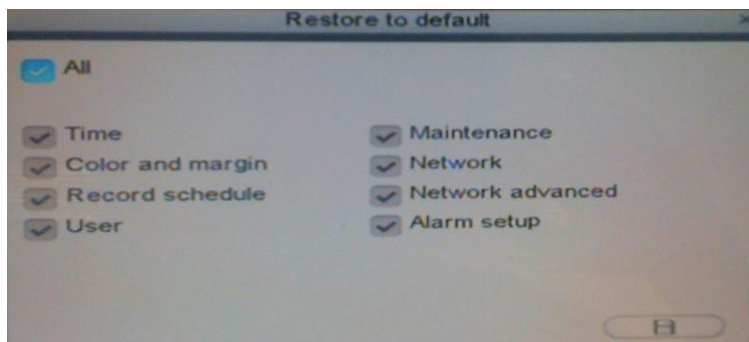 Restore to default
All
Time
Color and margin
Record schedule
User
Maintenance
Network
Network advanced
Alarm setup